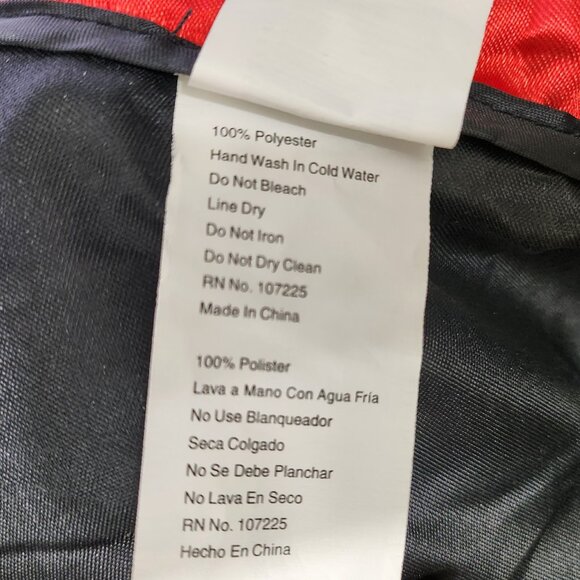 100% Polyester
Hand Wash In Cold Water
Do Not Bleach
Line Dry
Do Not Iron
Do Not Dry Clean
RN No. 107225
Made In China
100% Polister
Lava a Mano Con Agua Fría
No Use Blanqueador
Seca Colgado
No Se Debe Planchar
No Lava En Seco
RN No. 107225
Hecho En China